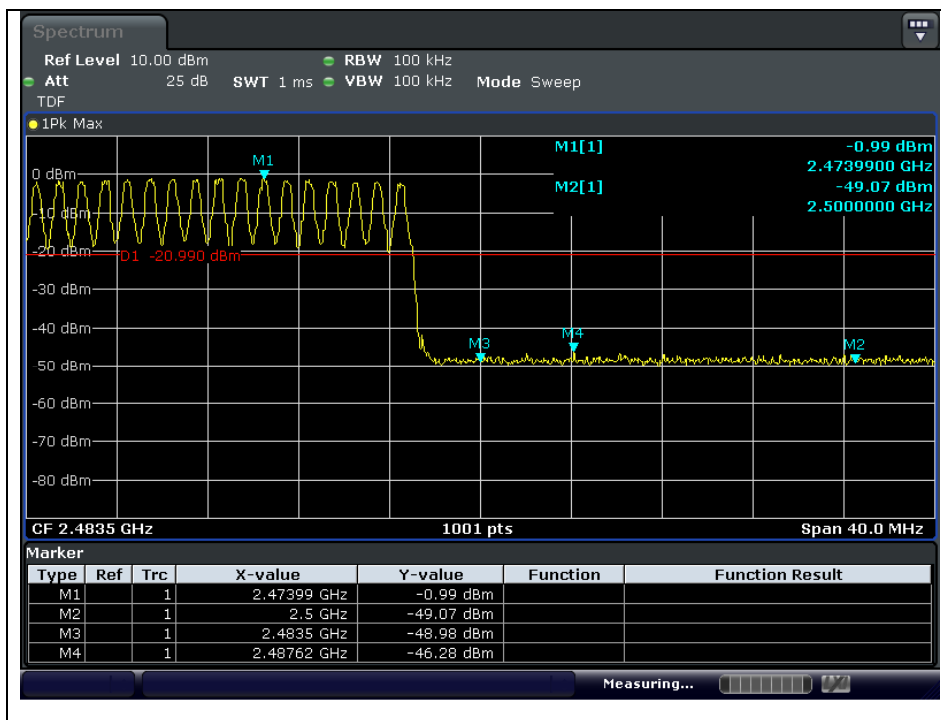 Spectrum
Ref Level 10.00 dBm RBW 100 kHz
Att 25 dB SWT 1 ms VBW 100 kHz Mode Sweep
TDF
1Pk Max
M1[1] -0.99 dBm
2.4739900 GHz
M2[1] -49.07 dBm
2.5000000 GHz
M1
0 dBm
-10 dBm
-20 dBm
D1 -20.990 dBm
-30 dBm
-40 dBm
M3
M4
M2
-50 dBm
-60 dBm
-70 dBm
-80 dBm
CF 2.4835 GHz 1001 pts Span 40.0 MHz
Marker
Type Ref Trc X-value Y-value Function Function Result
M1 1 2.47399 GHz -0.99 dBm
M2 1 2.5 GHz -49.07 dBm
M3 1 2.4835 GHz -48.98 dBm
M4 1 2.48762 GHz -46.28 dBm
Measuring...